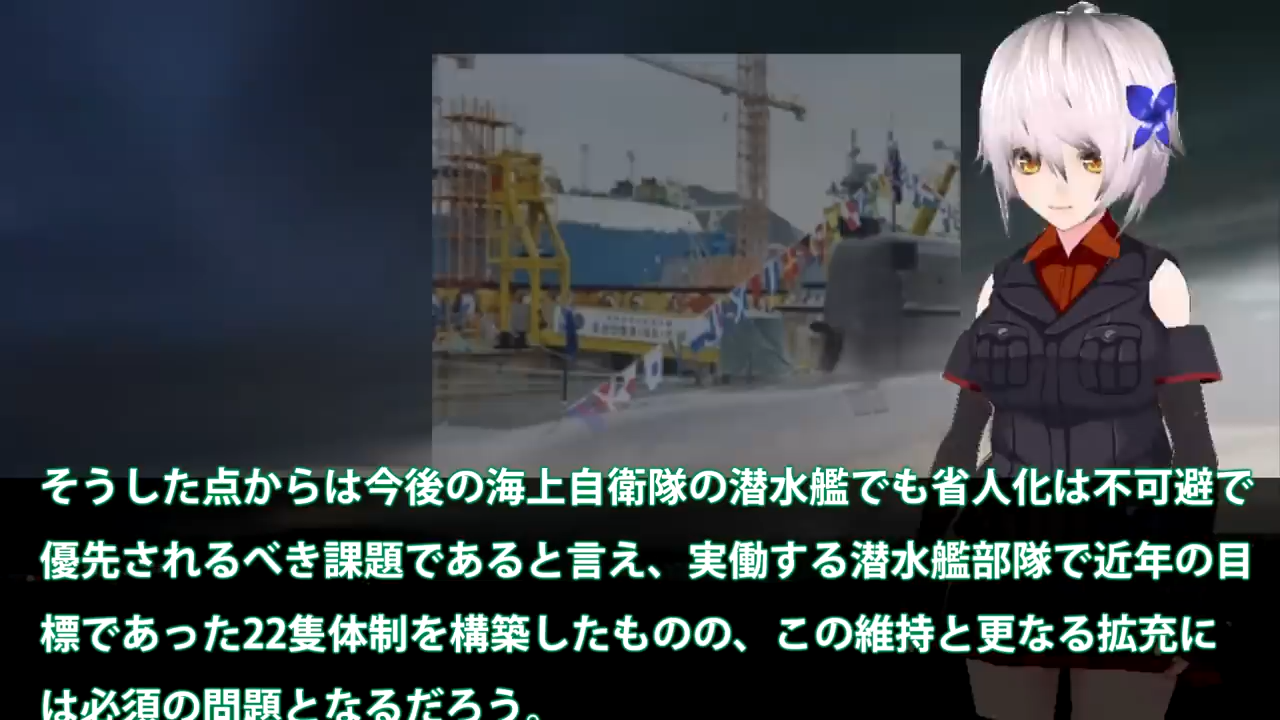 そうした点からは今後の海上自衛隊の潜水艦でも省人化は不可避で
優先されるべき課題であると言え、実働する潜水艦部隊で近年の目
標であった22隻体制を構築したものの、この維持と更なる拡充に
は必須の問題となるだろう。